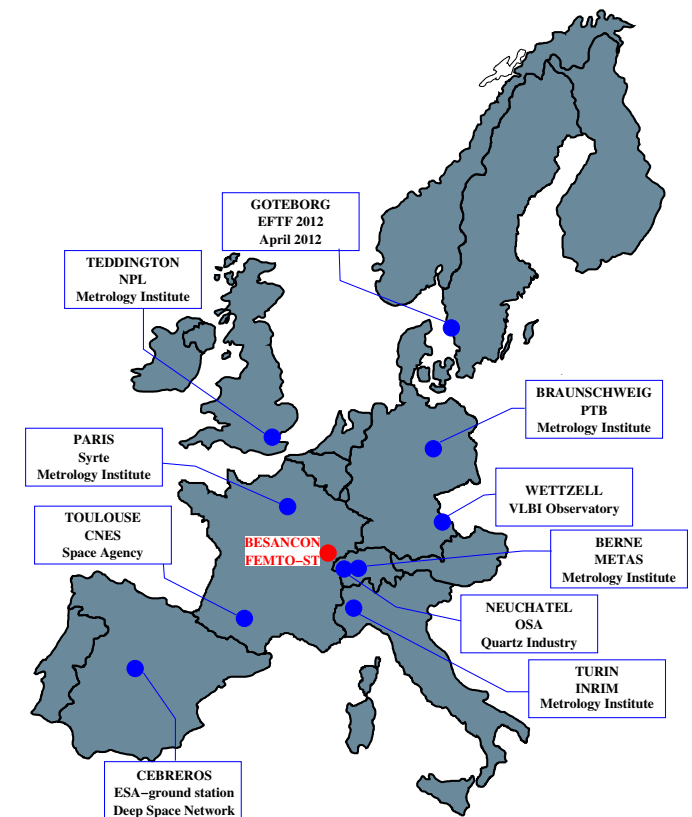 GOTEBORG
EFTF 2012
April 2012
TEDDINGTON
NPL
Metrology Institute
BRAUNSCHWEIG
PTB
Metrology Institute
PARIS
Syrte
Metrology Institute
WETTZELL
VLBI Observatory
TOULOUSE
CNES
Space Agency
BESANCON
FEMTO−ST
BERNE
METAS
Metrology Institute
NEUCHATEL
OSA
Quartz Industry
TURIN
INRIM
Metrology Institute
CEBREROS
ESA−ground station
Deep Space Network